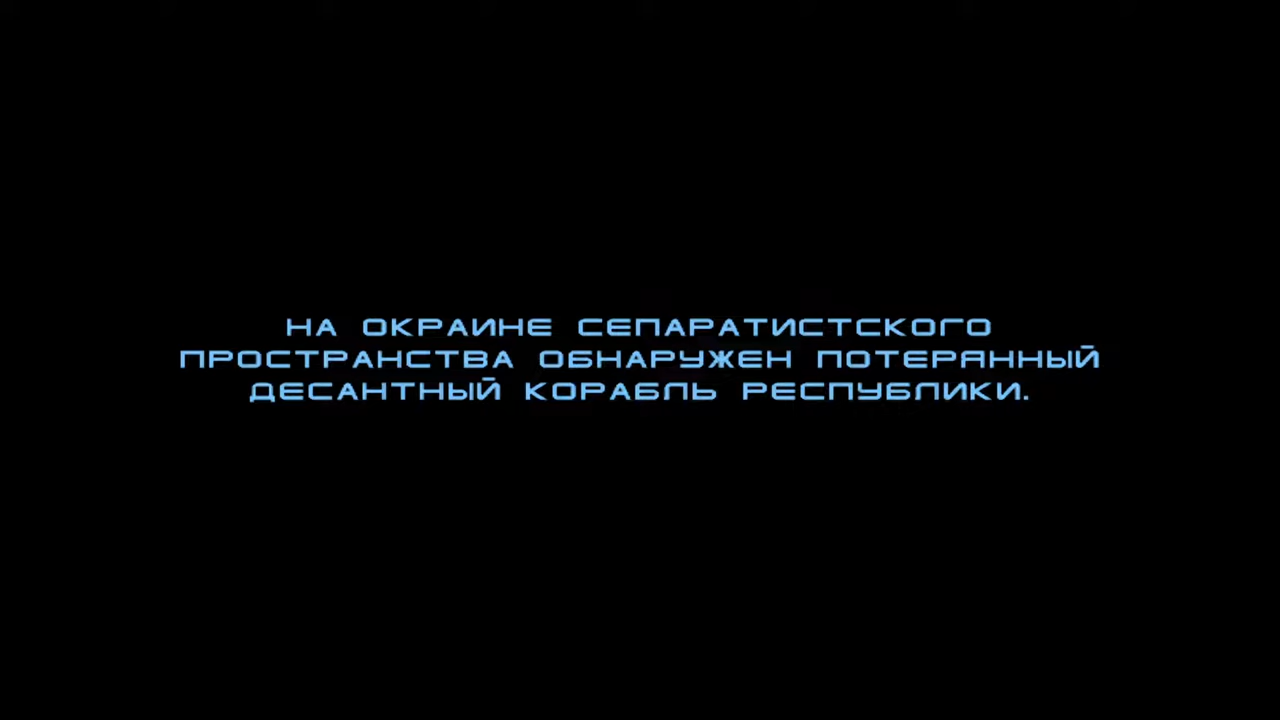 НА ОКРАИНЕ СЕПАРАТИСТСКОГО
ПРОСТРАНСТВА ОБНАРУЖЕН ПОТЕРЯННЫЙ
ДЕСАНТНЫЙ КОРАБЛЬ РЕСПУБЛИКИ.